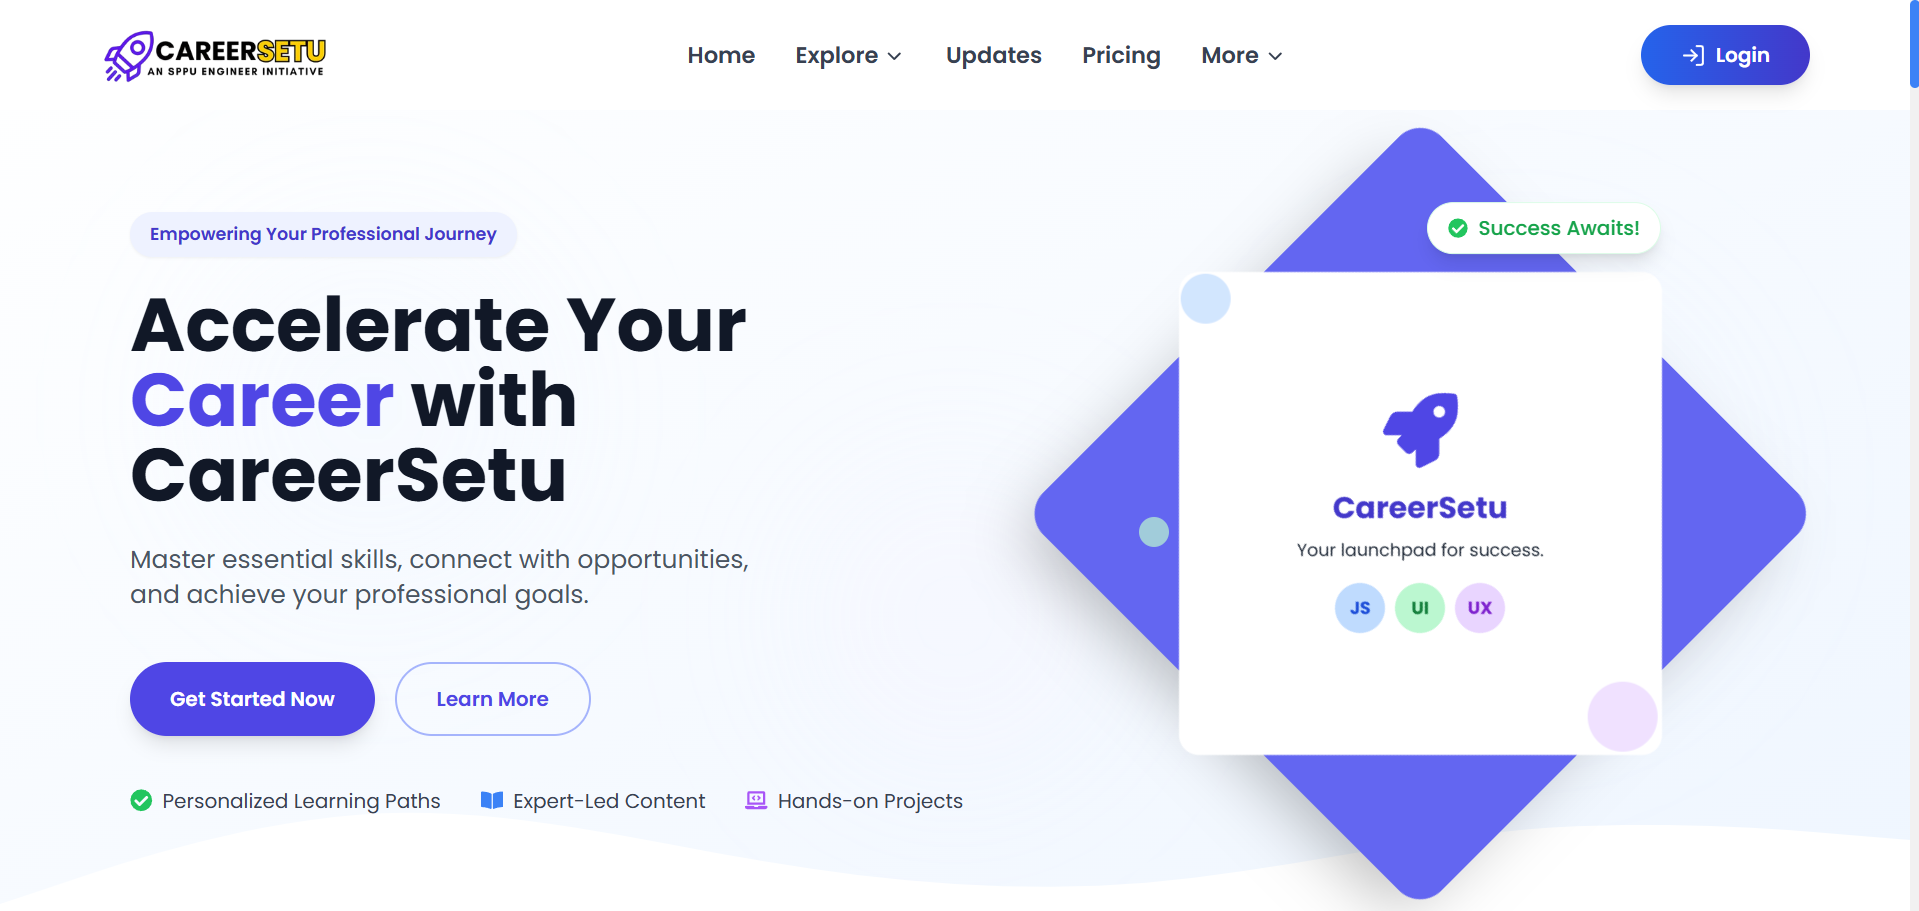 CAREERSETU
AN SPPU ENGINEER INITIATIVE
Home
Explore
Updates
Pricing
More
Login
Empowering Your Professional Journey
Accelerate Your
Career with
CareerSetu
Master essential skills, connect with opportunities,
and achieve your professional goals.
Get Started Now
Learn More
Personalized Learning Paths
Expert-Led Content
Hands-on Projects
Success Awaits!
CareerSetu
Your launchpad for success.
JS
UI
UX